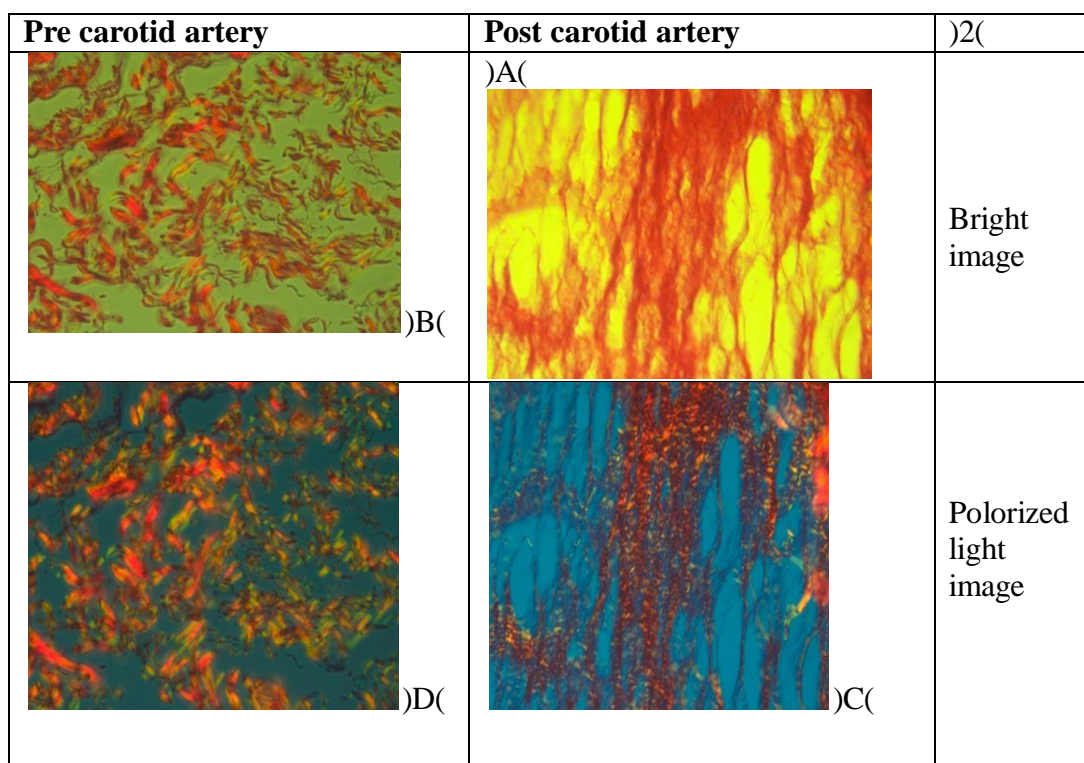 Pre carotid artery
Post carotid artery
)2(
)A(
)B(
Bright
image
)D(
)C(
Polorized
light
image